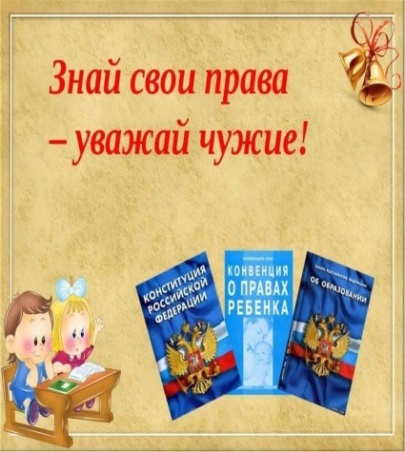 Знай свои права
– уважай чужие!
КОНСТИТУЦИЯ
РОССИЙСКОЙ
ФЕДЕРАЦИИ
КОНВЕНЦИЯ
О ПРАВАХ
РЕБЕНКА
ОБ ОБРАЗОВАНИИ